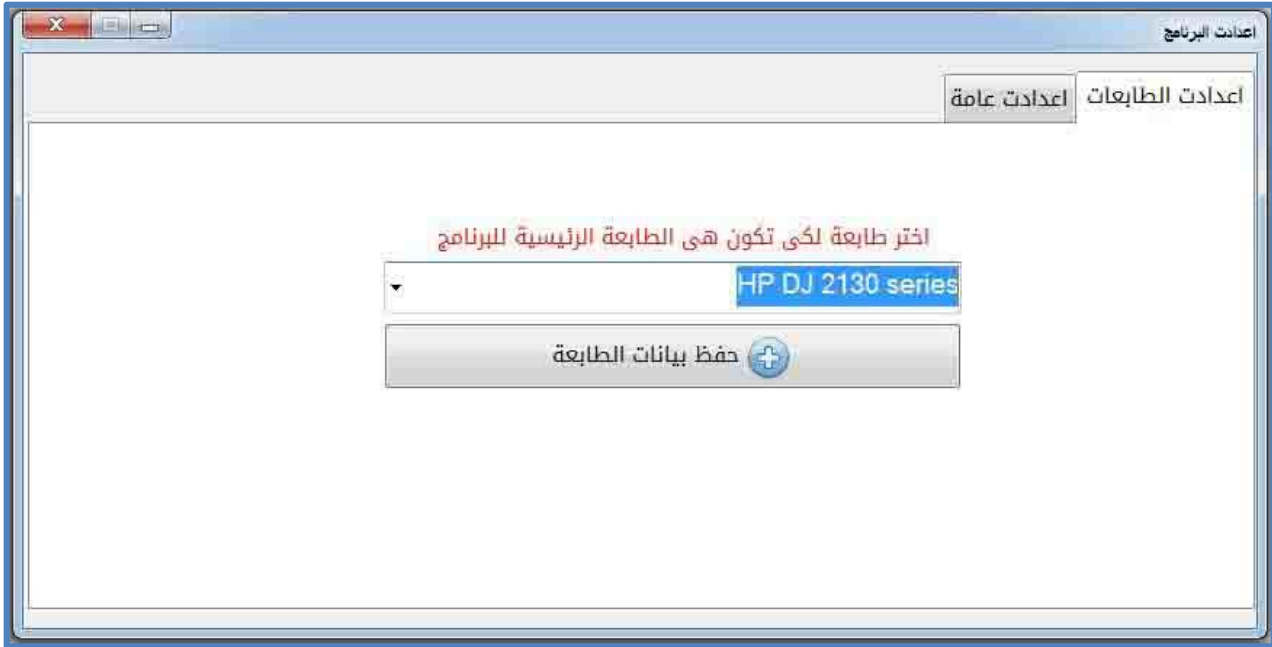 اعدادت البرنامج
اعدادت الطابعات
اعدادت عامة
اختر طابعة لكى تكون هى الطابعة الرئيسية للبرنامج
HP DJ 2130 series
حفظ بيانات الطابعة